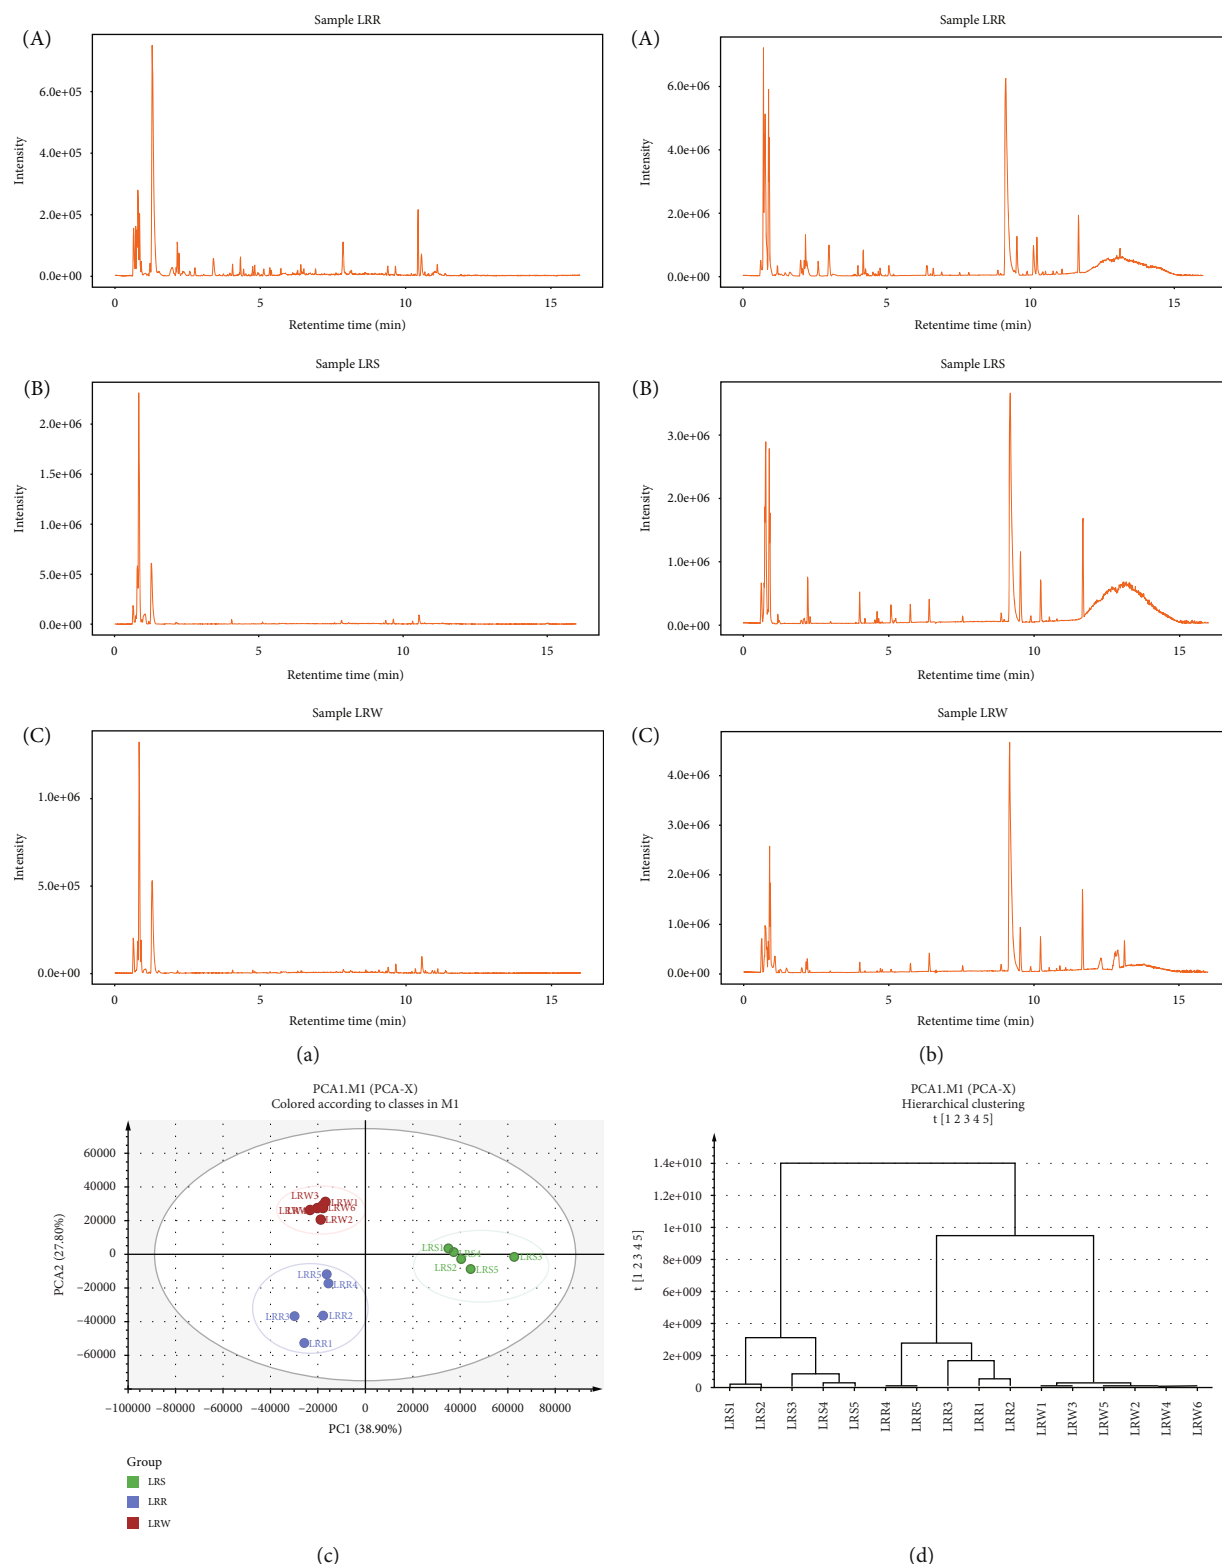 Sample LRR
(A)
6.0e+05
4.0e+05
2.0e+05
0.0e+00
Intensity
0 5 10 15
Retentime time (min)
Sample LRR
(A)
6.0e+06
4.0e+06
2.0e+06
0.0e+00
Intensity
0 5 10 15
Retentime time (min)
Sample LRS
(B)
2.0e+06
1.5e+06
1.0e+06
5.0e+05
0.0e+00
Intensity
0 5 10 15
Retentime time (min)
Sample LRS
(B)
3.0e+06
2.0e+06
1.0e+06
0.0e+00
Intensity
0 5 10 15
Retentime time (min)
Sample LRW
(C)
1.0e+06
5.0e+05
0.0e+00
Intensity
0 5 10 15
Retentime time (min)
(a)
Sample LRW
(C)
4.0e+06
3.0e+06
2.0e+06
1.0e+06
0.0e+00
Intensity
0 5 10 15
Retentime time (min)
(b)
PCA1.M1 (PCA-X)
Colored according to classes in M1
60000
40000
20000
0
−20000
−40000
−60000
PCA2 (27.80%)
LRW3
LRW1
LRW6
LRW2
LRS1
LRS4
LRS3
LRS2
LRS5
LRR5
LRR4
LRR3
LRR2
LRR1
−100000 −80000 −60000 −40000 −20000 0 20000 40000 60000 80000
PC1 (38.90%)
Group
LRS
LRR
LRW
(c)
PCA1.M1 (PCA-X)
Hierarchical clustering
t [1 2 3 4 5]
1.4e+010
1.2e+010
1e+010
8e+009
6e+009
4e+009
2e+009
0
t [1 2 3 4 5]
LRS1 LRS2 LRS3 LRS4 LRS5 LRR4 LRR5 LRR3 LRR1 LRR2 LRW1 LRW3 LRW5 LRW2 LRW4 LRW6
(d)